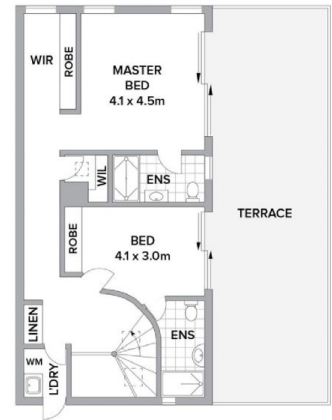 WIR
ROBE
MASTER
BED
4.1 x 4.5m
WIL
ENS
TERRACE
ROBE
BED
4.1 x 3.0m
LINEN
ENS
WM
L'DRY